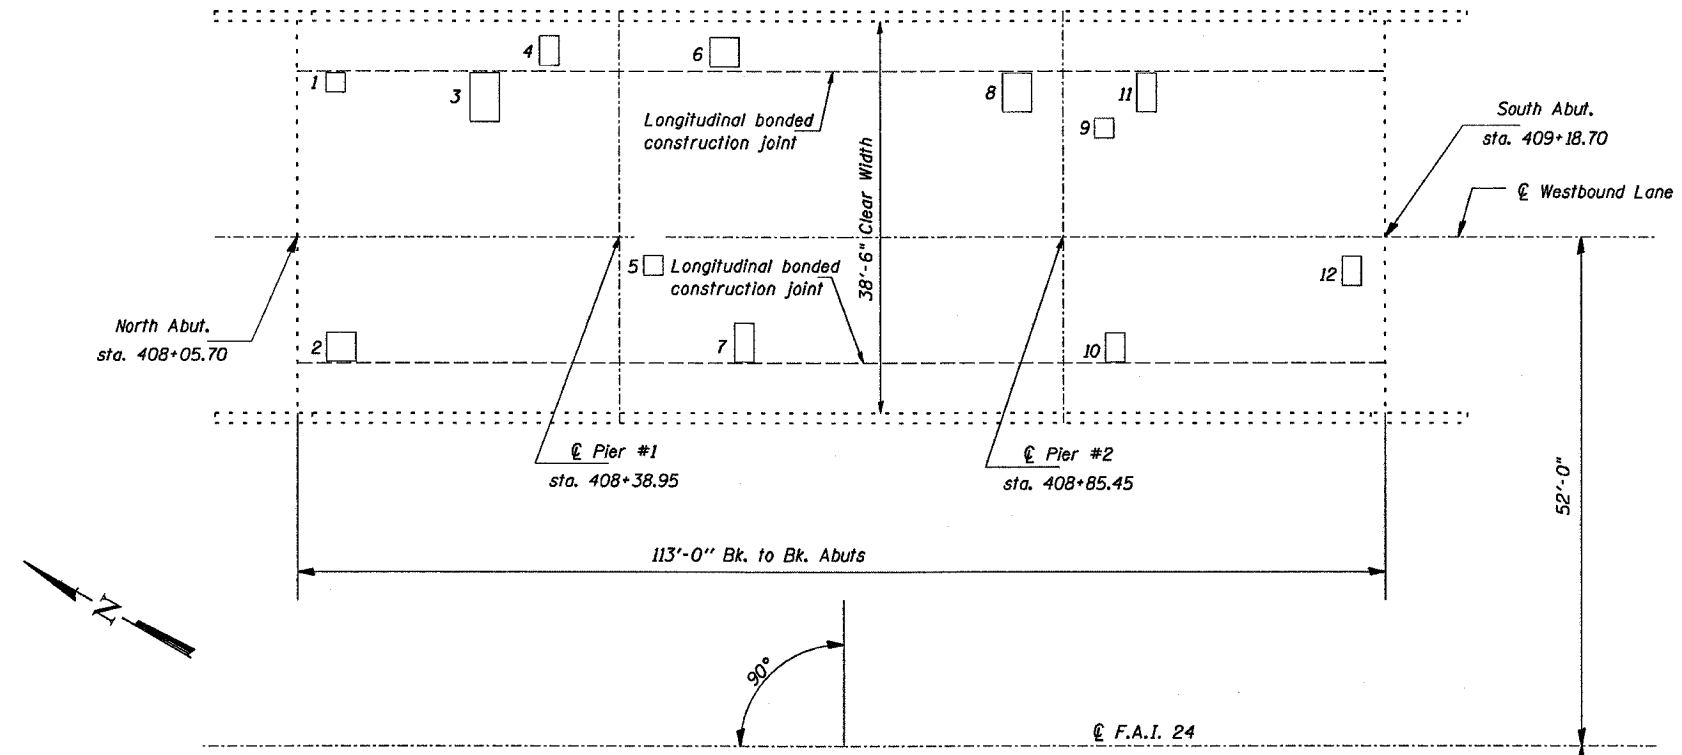 4
6
1
3
8
11
9
Longitudinal bonded
construction joint
South Abut.
sta. 409+18.70
38'-6" Clear Width
℄ Westbound Lane
5
Longitudinal bonded
construction joint
12
North Abut.
sta. 408+05.70
2
7
10
℄ Pier #1
sta. 408+38.95
℄ Pier #2
sta. 408+85.45
52'-0"
113'-0" Bk. to Bk. Abuts
N
90°
℄ F.A.I. 24